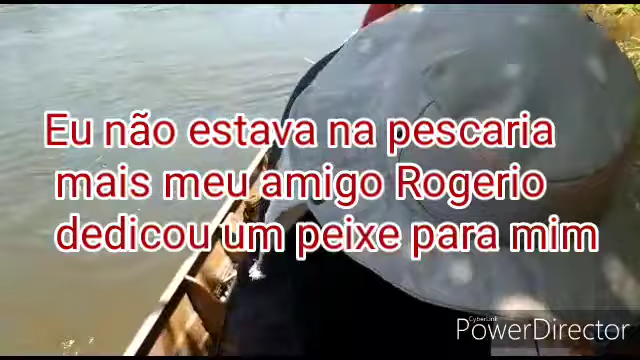 Eu não estava na pescaria
mais meu amigo Rogerio
dedicou um peixe para mim
CyberLink
PowerDirector